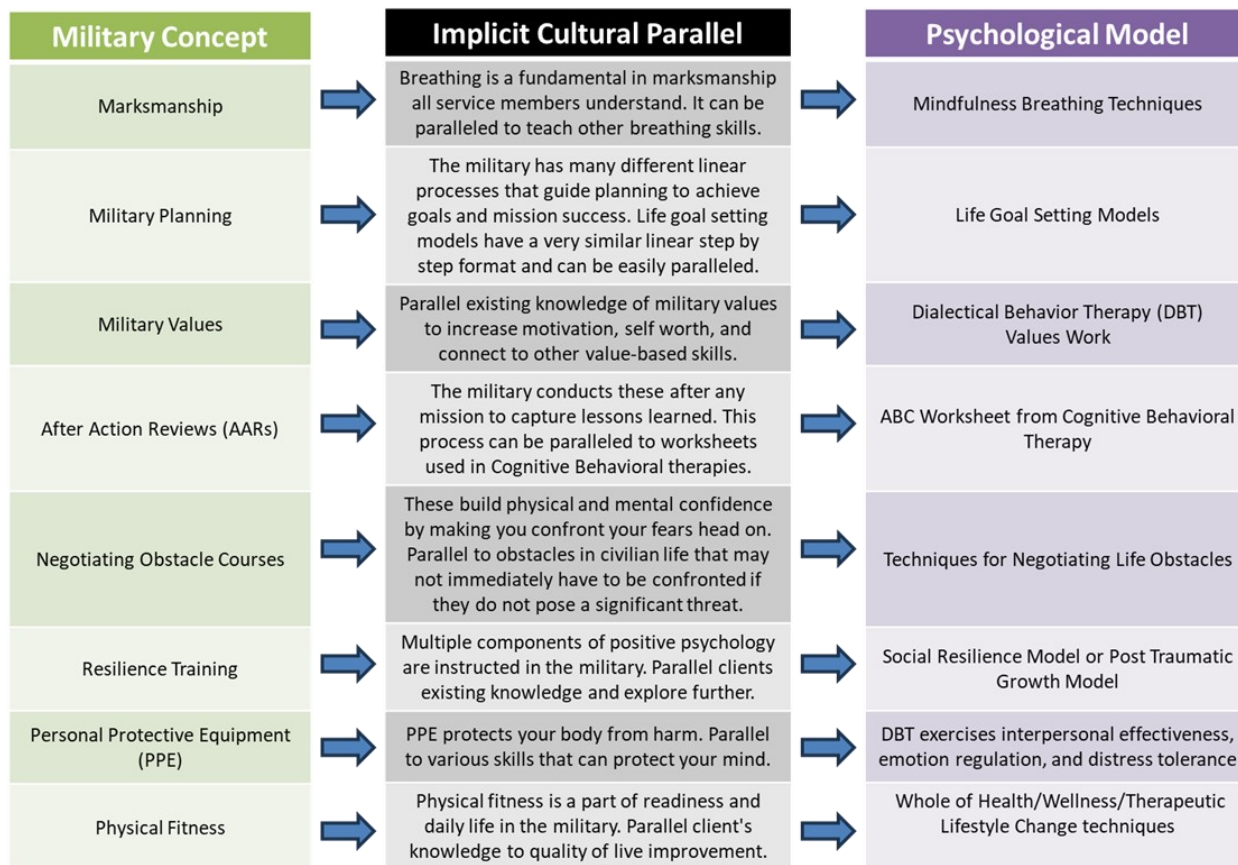 Military Concept
Implicit Cultural Parallel
Psychological Model
Marksmanship
Breathing is a fundamental in marksmanship
all service members understand. It can be
paralleled to teach other breathing skills.
Mindfulness Breathing Techniques
Military Planning
The military has many different linear
processes that guide planning to achieve
goals and mission success. Life goal setting
models have a very similar linear step by
step format and can be easily paralleled.
Life Goal Setting Models
Military Values
Parallel existing knowledge of military values
to increase motivation, self worth, and
connect to other value-based skills.
Dialectical Behavior Therapy (DBT)
Values Work
After Action Reviews (AARs)
The military conducts these after any
mission to capture lessons learned. This
process can be paralleled to worksheets
used in Cognitive Behavioral therapies.
ABC Worksheet from Cognitive Behavioral
Therapy
Negotiating Obstacle Courses
These build physical and mental confidence
by making you confront your fears head on.
Parallel to obstacles in civilian life that may
not immediately have to be confronted if
they do not pose a significant threat.
Techniques for Negotiating Life Obstacles
Resilience Training
Multiple components of positive psychology
are instructed in the military. Parallel clients
existing knowledge and explore further.
Social Resilience Model or Post Traumatic
Growth Model
Personal Protective Equipment
(PPE)
PPE protects your body from harm. Parallel
to various skills that can protect your mind.
DBT exercises interpersonal effectiveness,
emotion regulation, and distress tolerance
Physical Fitness
Physical fitness is a part of readiness and
daily life in the military. Parallel client's
knowledge to quality of live improvement.
Whole of Health/Wellness/Therapeutic
Lifestyle Change techniques